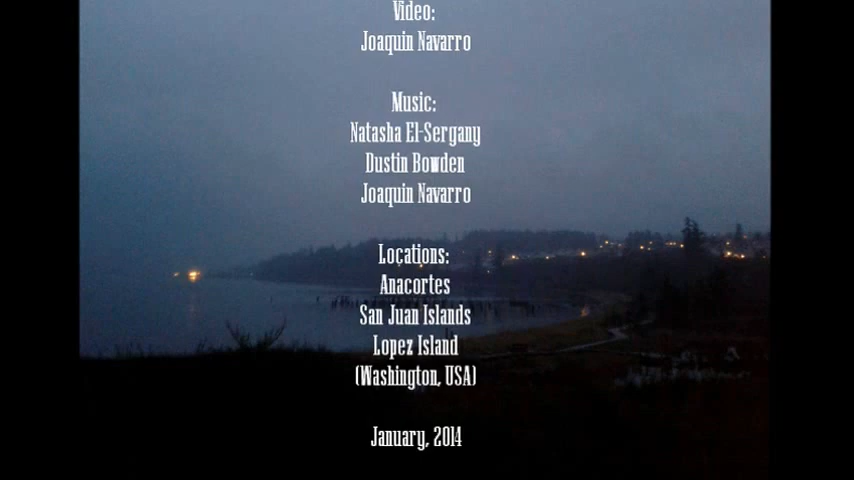 Video:
Joaquin Navarro
Music:
Natasha El-Sergany
Dustin Bowden
Joaquin Navarro
Locations:
Anacortes
San Juan Islands
Lopez Island
(Washington, USA)
January, 2014